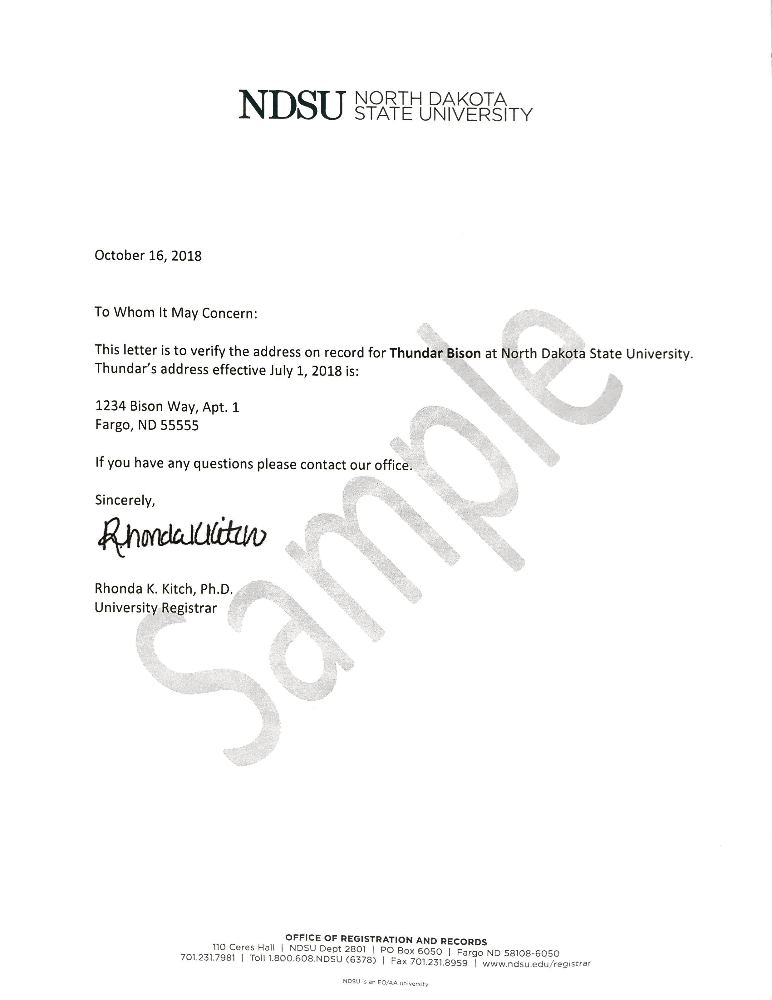 NDSU NORTH DAKOTA
STATE UNIVERSITY
October 16, 2018
To Whom It May Concern:
This letter is to verify the address on record for Thundar Bison at North Dakota State University.
Thundar's address effective July 1, 2018 is:
1234 Bison Way, Apt. 1
Fargo, ND 55555
If you have any questions please contact our office.
Sincerely,
Rhonda K Kitch
Rhonda K. Kitch, Ph.D.
University Registrar
Sample
OFFICE OF REGISTRATION AND RECORDS
110 Ceres Hall | NDSU Dept 2801 | PO Box 6050 | Fargo ND 58108-6050
701.231.7981 | Toll 1.800.608.NDSU (6378) | Fax 701.231.8959 | www.ndsu.edu/registrar
NDSU is an EO/AA university